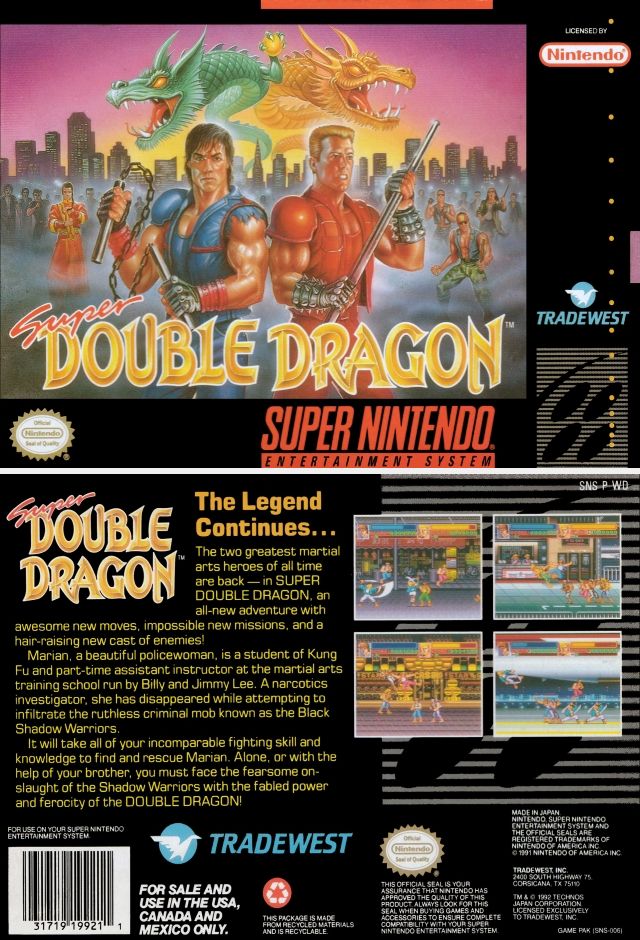 LICENSED BY
Nintendo®
Super
DOUBLE DRAGON™
TRADEWEST
Official
Nintendo
Seal of Quality
SUPER NINTENDO®
ENTERTAINMENT SYSTEM
SNS P WD
Super
DOUBLE
DRAGON™
The Legend
Continues...
The two greatest martial
arts heroes of all time
are back — in SUPER
DOUBLE DRAGON, an
all-new adventure with
awesome new moves, impossible new missions, and a
hair-raising new cast of enemies!
Marian, a beautiful policewoman, is a student of Kung
Fu and part-time assistant instructor at the martial arts
training school run by Billy and Jimmy Lee. A narcotics
investigator, she has disappeared while attempting to
infiltrate the ruthless criminal mob known as the Black
Shadow Warriors.
It will take all of your incomparable fighting skill and
knowledge to find and rescue Marian. Alone, or with the
help of your brother, you must face the fearsome on-
slaught of the Shadow Warriors with the fabled power
and ferocity of the DOUBLE DRAGON!
FOR USE ON YOUR SUPER NINTENDO
ENTERTAINMENT SYSTEM.
31719 19921 1
TRADEWEST
FOR SALE AND
USE IN THE USA,
CANADA AND
MEXICO ONLY.
THIS PACKAGE IS MADE
FROM RECYCLED MATERIALS
AND IS RECYCLABLE.
Official
Nintendo
Seal of Quality
THIS OFFICIAL SEAL IS YOUR
ASSURANCE THAT NINTENDO HAS
APPROVED THE QUALITY OF THIS
PRODUCT. ALWAYS LOOK FOR THIS
SEAL WHEN BUYING GAMES AND
ACCESSORIES TO ENSURE COMPLETE
COMPATIBILITY WITH YOUR SUPER
NINTENDO ENTERTAINMENT SYSTEM.
MADE IN JAPAN
NINTENDO, SUPER NINTENDO
ENTERTAINMENT SYSTEM AND
THE OFFICIAL SEALS ARE
REGISTERED TRADEMARKS OF
NINTENDO OF AMERICA INC.
© 1991 NINTENDO OF AMERICA INC.
TRADEWEST, INC.
2400 SOUTH HIGHWAY 75,
CORSICANA, TX 75110
TM & © 1992 TECHNOS
JAPAN CORPORATION.
LICENSED EXCLUSIVELY
TO TRADEWEST, INC.
GAME PAK (SNS-006)